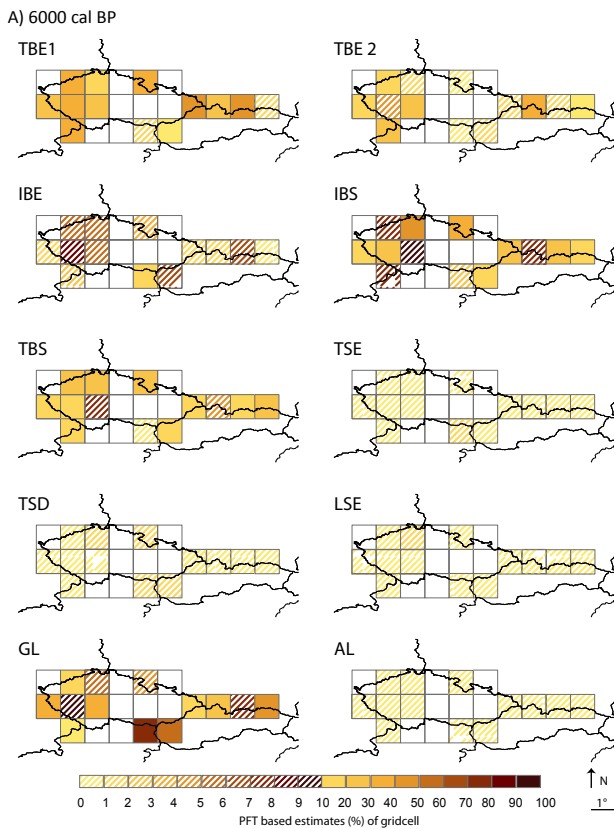 A) 6000 cal BP
TBE1 TBE 2
IBE IBS
TBS TSE
TSD LSE
GL AL
0 1 2 3 4 5 6 7 8 9 10 20 30 40 50 60 70 80 90 100
N
1°
PFT based estimates (%) of gridcell